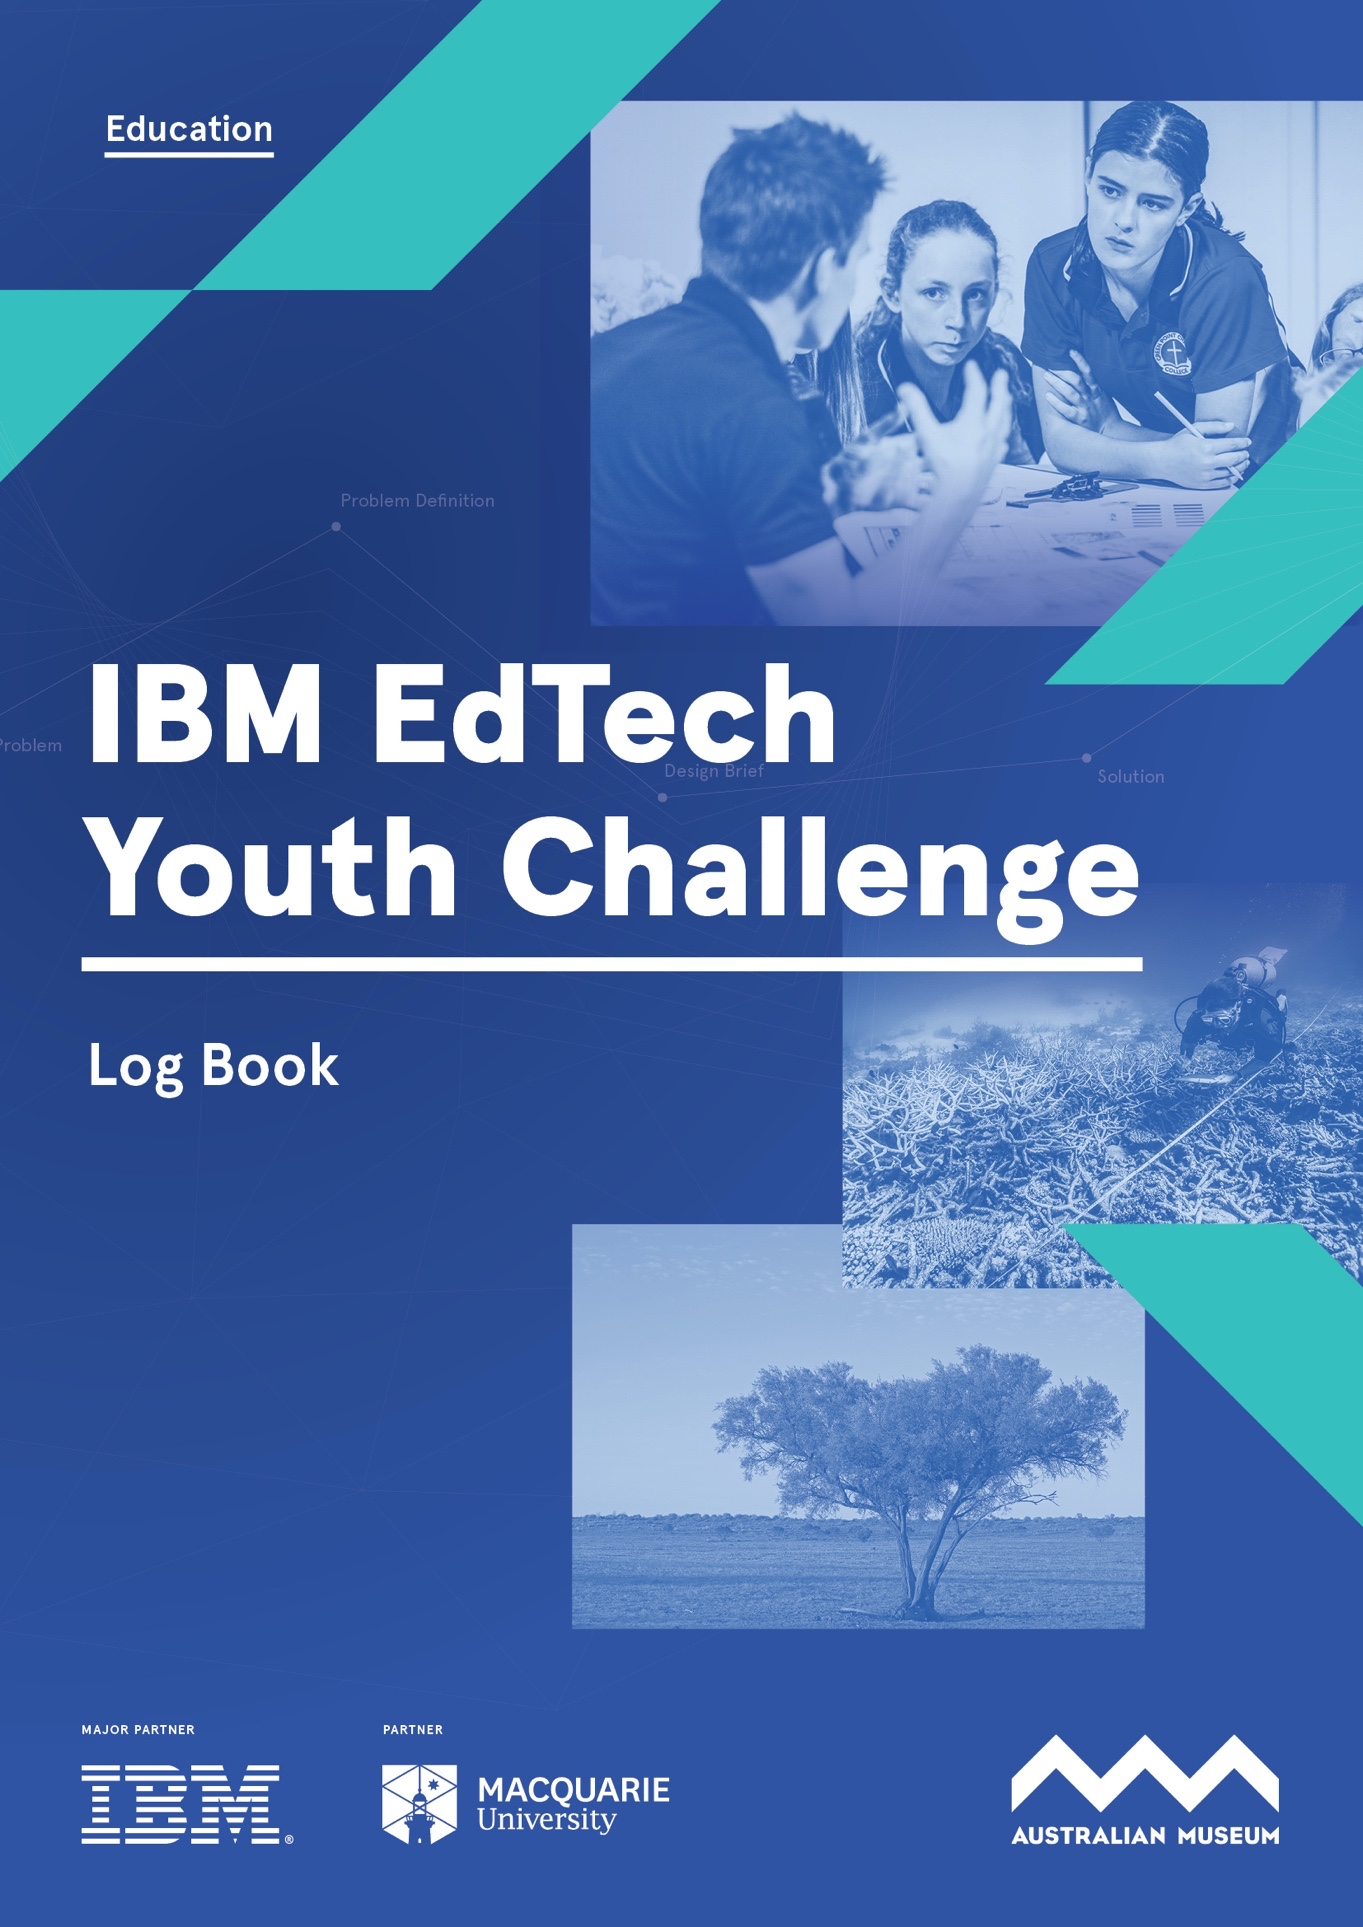 Education
Problem Definition
IBM EdTech
Problem
Design Brief
Solution
Youth Challenge
Log Book
MAJOR PARTNER
PARTNER
IBM®
MACQUARIE
University
AUSTRALIAN MUSEUM
COLLEGE